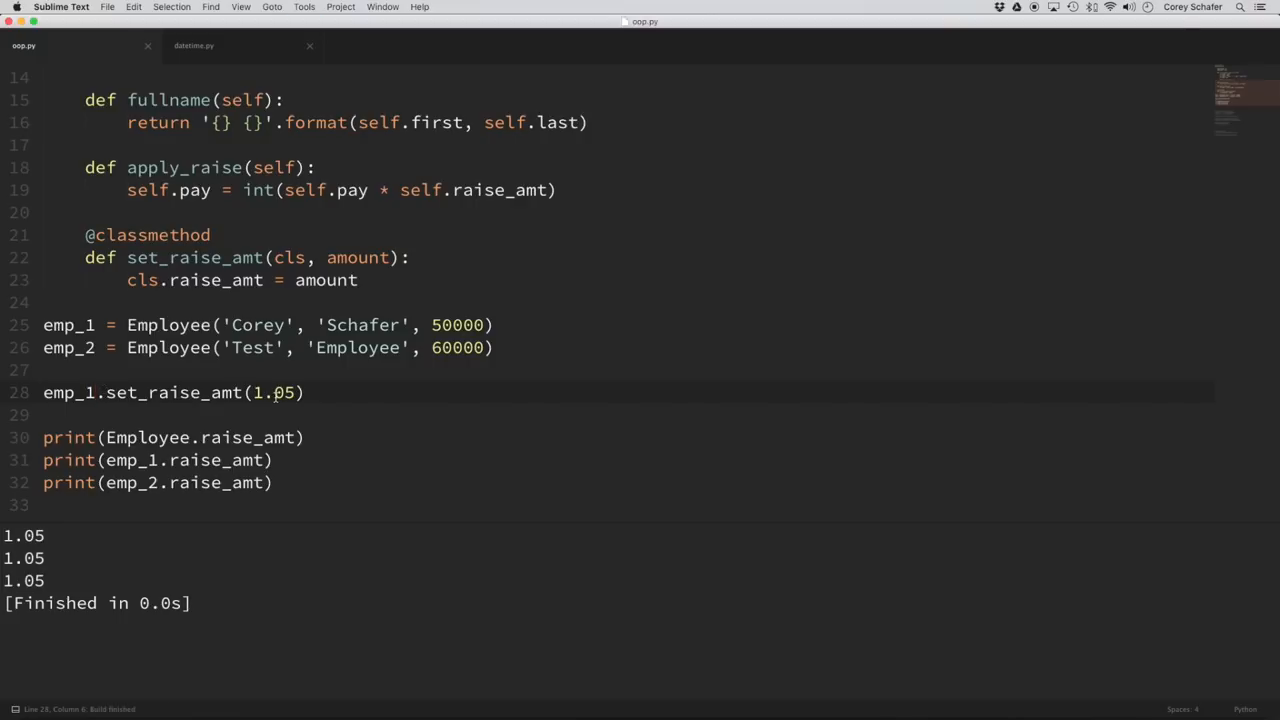 Sublime Text File Edit Selection Find View Goto Tools Project Window Help Corey Schafer
oop.py
oop.py datetime.py
14
15 def fullname(self):
16 return '{} {}'.format(self.first, self.last)
17
18 def apply_raise(self):
19 self.pay = int(self.pay * self.raise_amt)
20
21 @classmethod
22 def set_raise_amt(cls, amount):
23 cls.raise_amt = amount
24
25 emp_1 = Employee('Corey', 'Schafer', 50000)
26 emp_2 = Employee('Test', 'Employee', 60000)
27
28 emp_1.set_raise_amt(1.05)
29
30 print(Employee.raise_amt)
31 print(emp_1.raise_amt)
32 print(emp_2.raise_amt)
33
1.05
1.05
1.05
[Finished in 0.0s]
Line 28, Column 6; Build finished Spaces: 4 Python